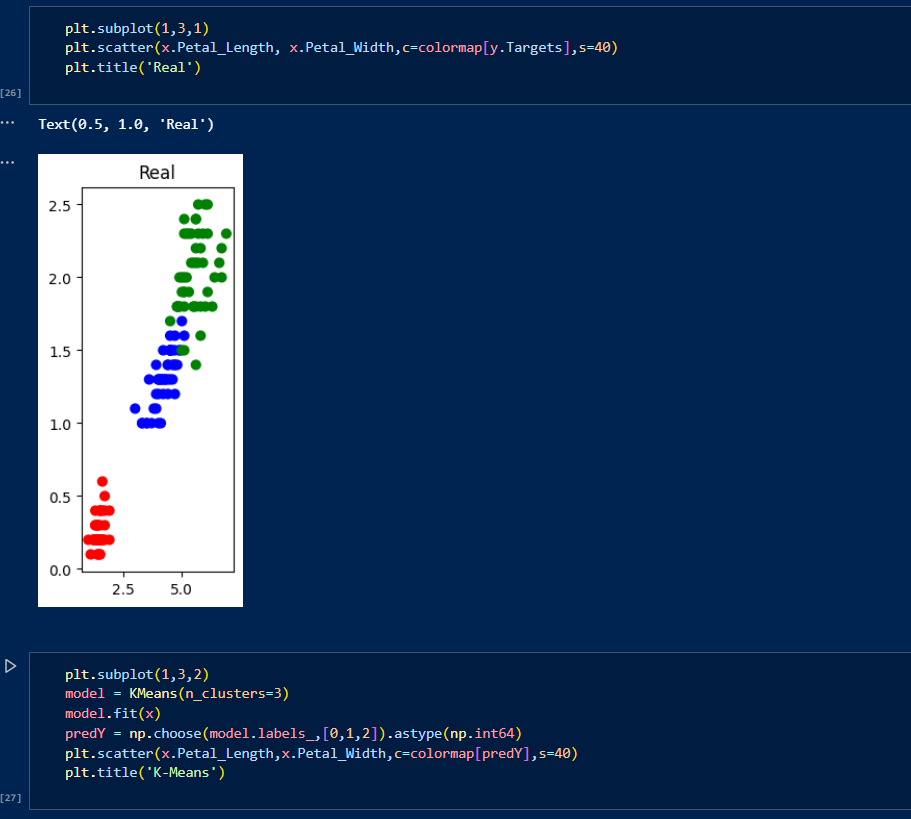 plt.subplot(1,3,1)
plt.scatter(x.Petal_Length, x.Petal_Width,c=colormap[y.Targets],s=40)
plt.title('Real')
[26]
... Text(0.5, 1.0, 'Real')
...
Real
2.5
2.0
1.5
1.0
0.5
0.0
2.5 5.0
plt.subplot(1,3,2)
model = KMeans(n_clusters=3)
model.fit(x)
predY = np.choose(model.labels_,[0,1,2]).astype(np.int64)
plt.scatter(x.Petal_Length,x.Petal_Width,c=colormap[predY],s=40)
plt.title('K-Means')
[27]